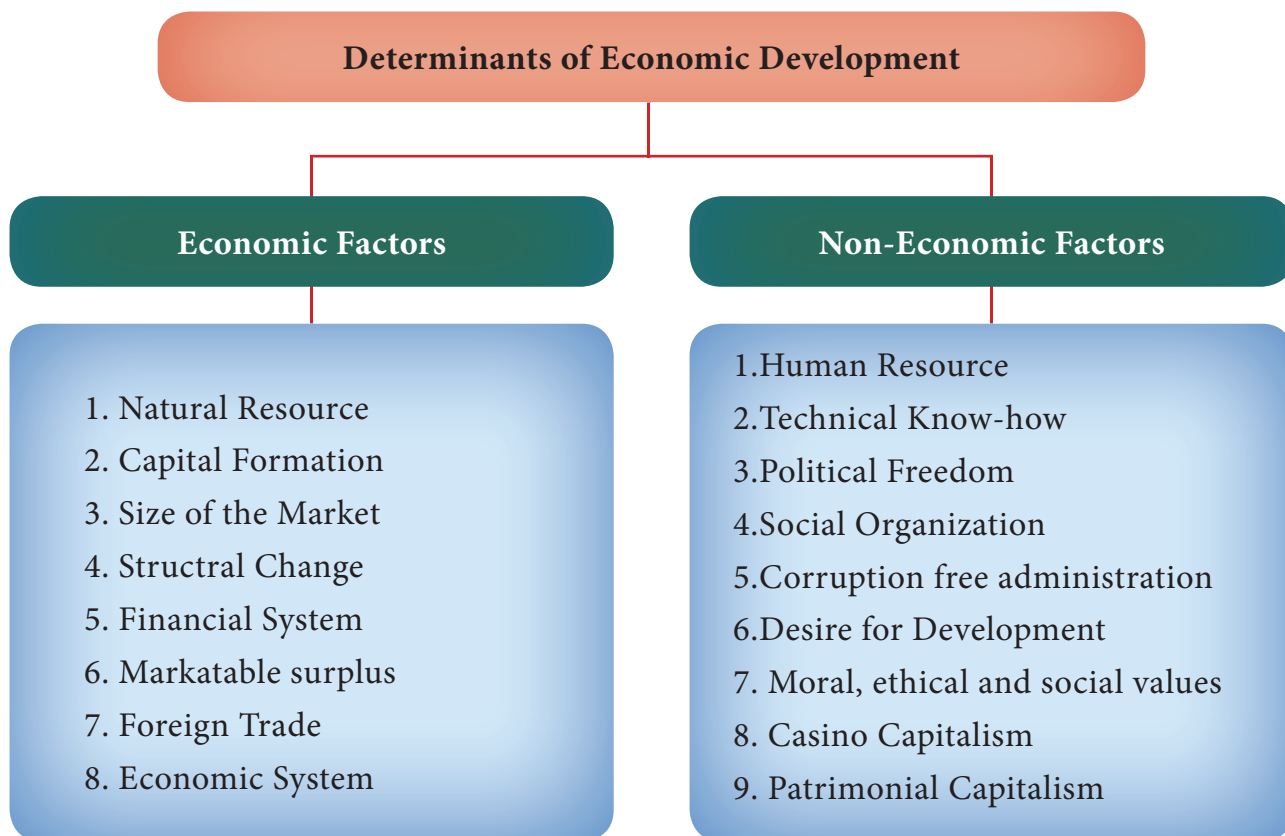 Determinants of Economic Development
Economic Factors
1. Natural Resource
2. Capital Formation
3. Size of the Market
4. Structral Change
5. Financial System
6. Markatable surplus
7. Foreign Trade
8. Economic System
Non-Economic Factors
1.Human Resource
2.Technical Know-how
3.Political Freedom
4.Social Organization
5.Corruption free administration
6.Desire for Development
7. Moral, ethical and social values
8. Casino Capitalism
9. Patrimonial Capitalism